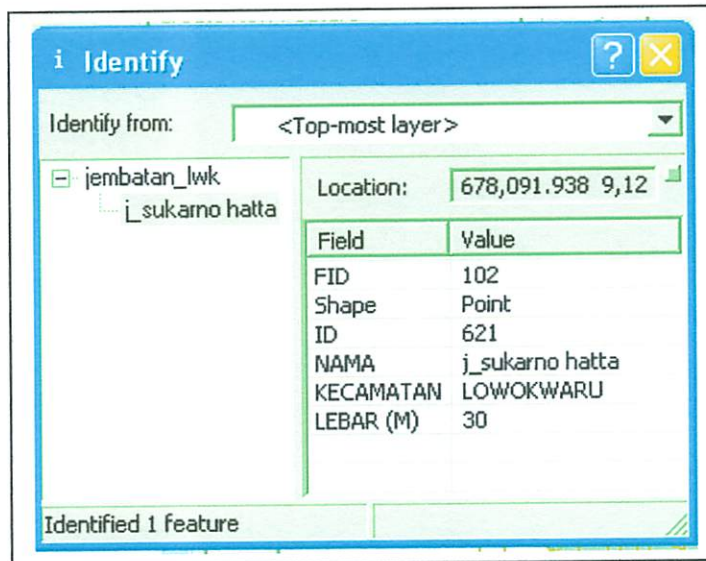 i Identify
Identify from: <Top-most layer>
jembatan_lwk
j_sukarno hatta
Location: 678,091.938 9,12
Field Value
FID 102
Shape Point
ID 621
NAMA j_sukarno hatta
KECAMATAN LOWOKWARU
LEBAR (M) 30
Identified 1 feature